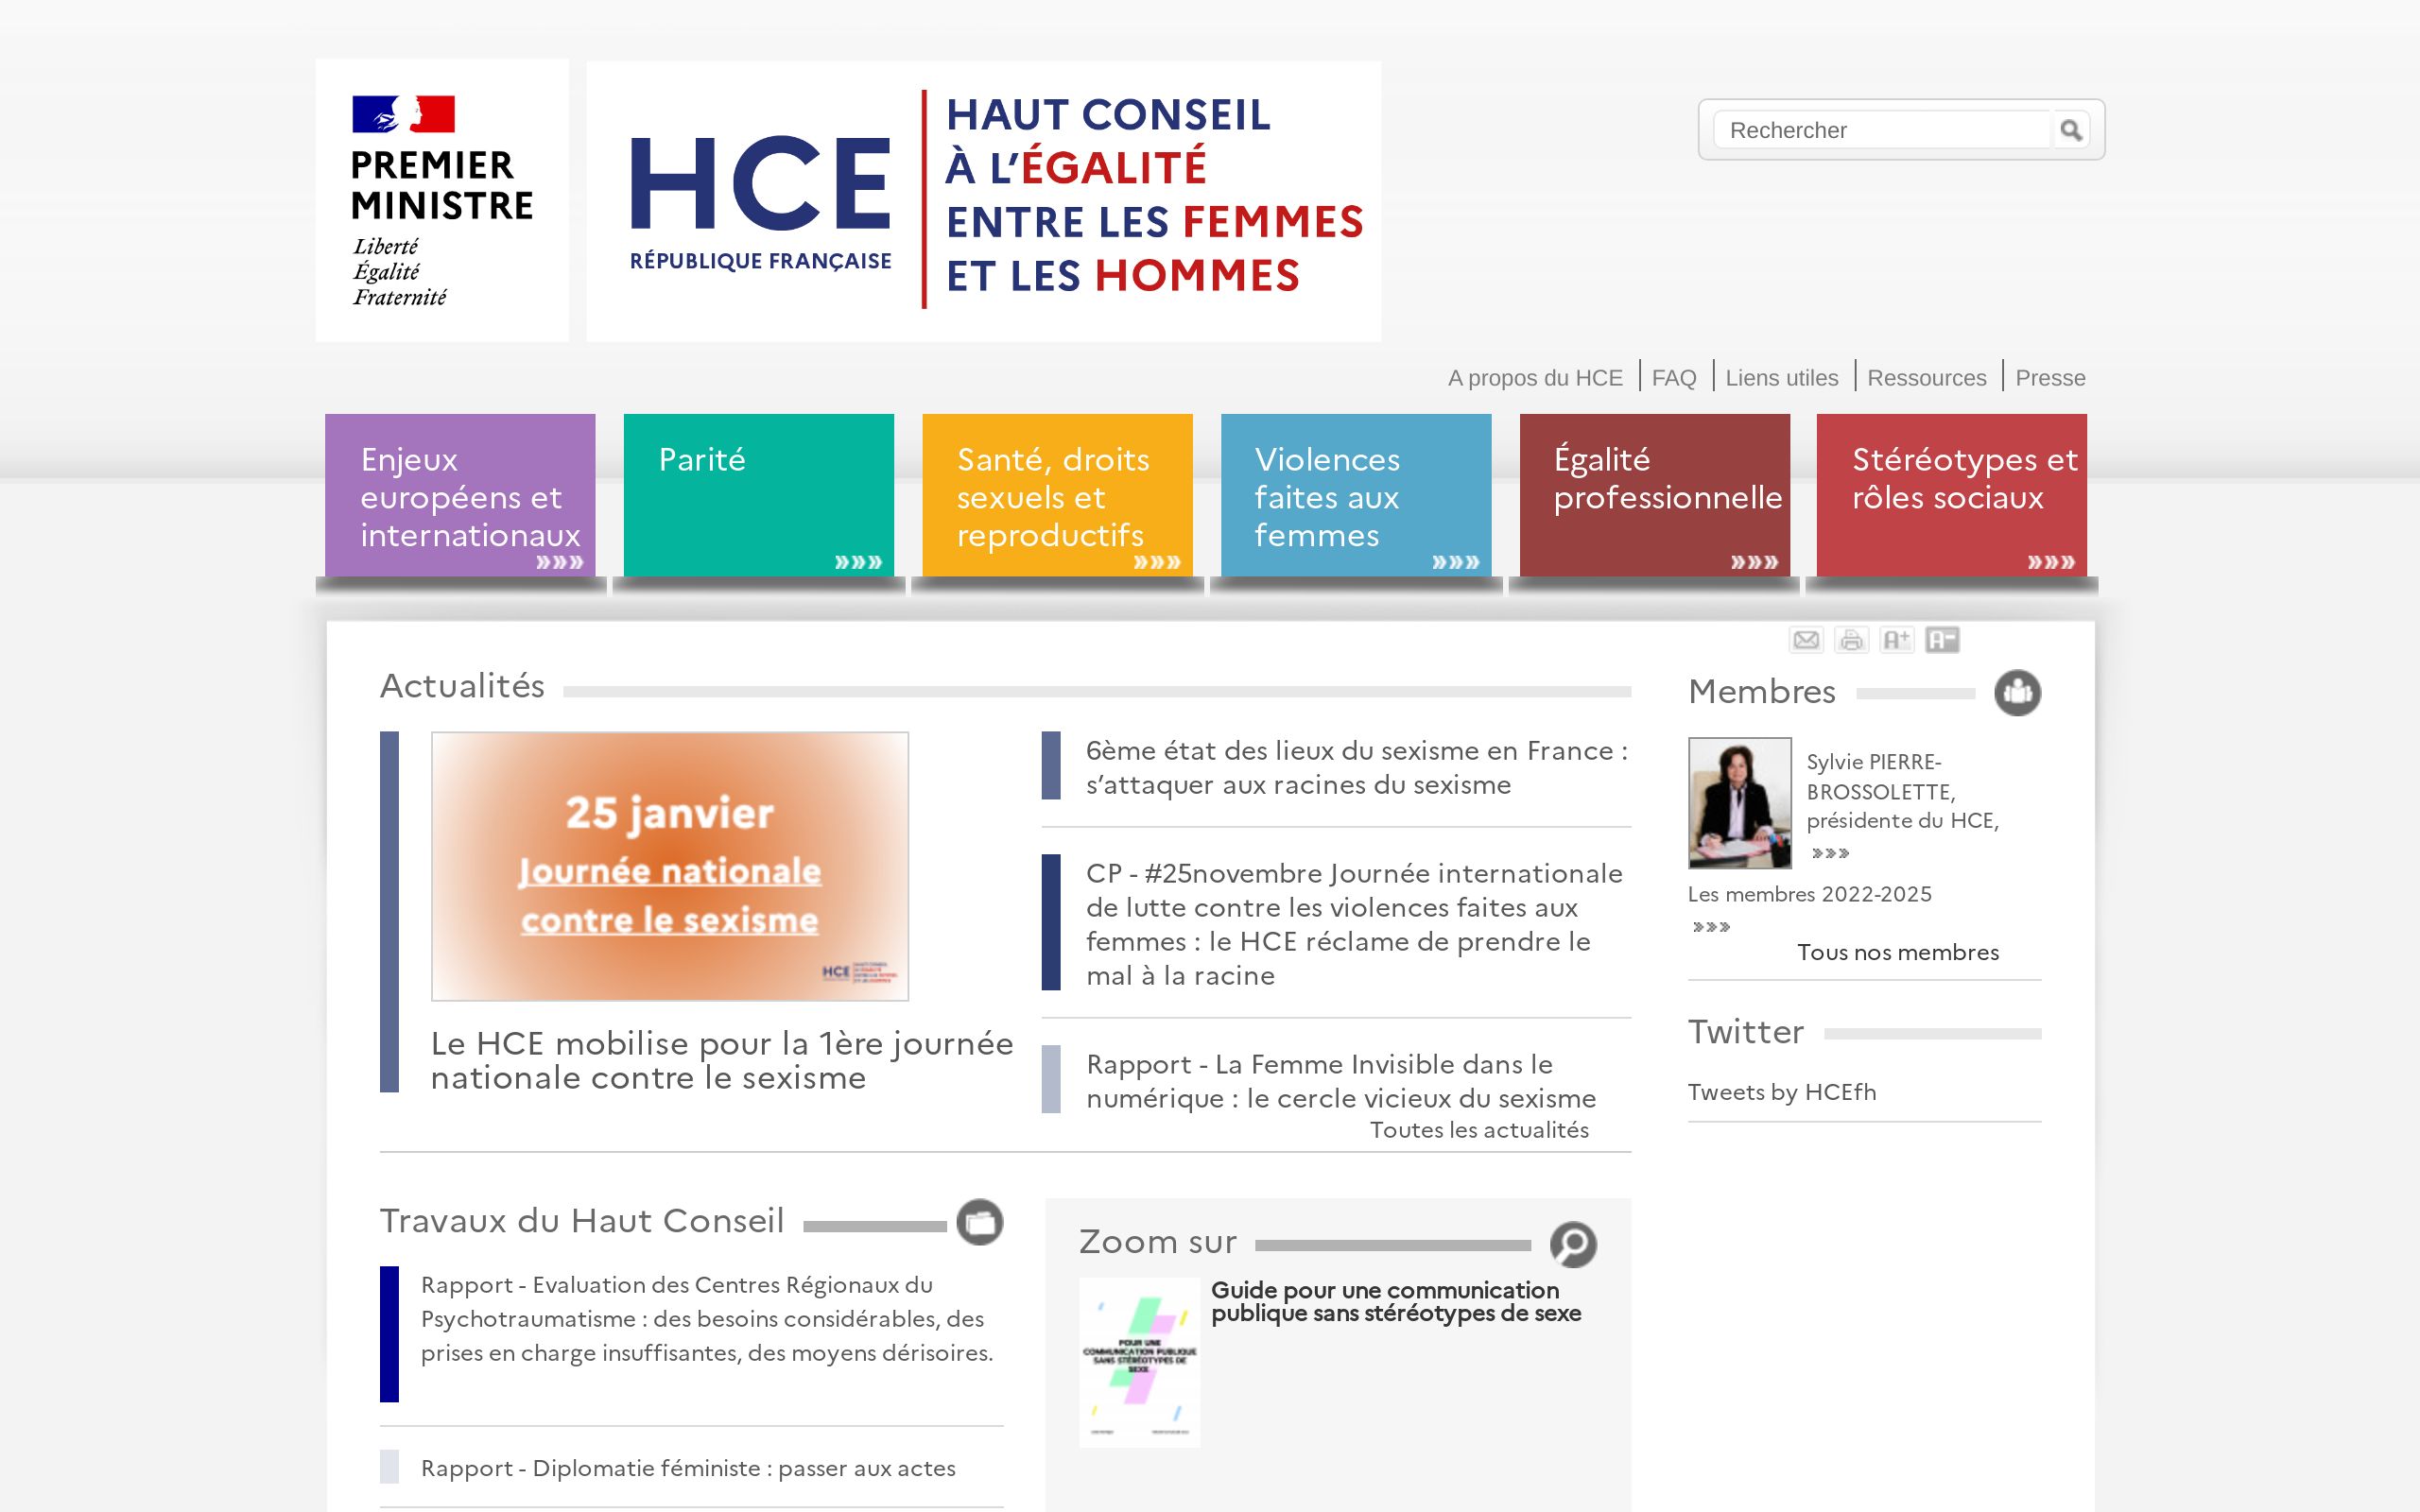 PREMIER
MINISTRE
Liberté
Égalité
Fraternité
HCE
RÉPUBLIQUE FRANÇAISE
HAUT CONSEIL
À L’ÉGALITÉ
ENTRE LES FEMMES
ET LES HOMMES
Rechercher
A propos du HCE
FAQ
Liens utiles
Ressources
Presse
Enjeux
européens et
internationaux
Parité
Santé, droits
sexuels et
reproductifs
Violences
faites aux
femmes
Égalité
professionnelle
Stéréotypes et
rôles sociaux
A+
A-
Actualités
25 janvier
Journée nationale
contre le sexisme
HCE
Le HCE mobilise pour la 1ère journée
nationale contre le sexisme
6ème état des lieux du sexisme en France :
s’attaquer aux racines du sexisme
CP - #25novembre Journée internationale
de lutte contre les violences faites aux
femmes : le HCE réclame de prendre le
mal à la racine
Rapport - La Femme Invisible dans le
numérique : le cercle vicieux du sexisme
Toutes les actualités
Membres
Sylvie PIERRE-
BROSSOLETTE,
présidente du HCE,
Les membres 2022-2025
Tous nos membres
Twitter
Tweets by HCEfh
Travaux du Haut Conseil
Rapport - Evaluation des Centres Régionaux du
Psychotraumatisme : des besoins considérables, des
prises en charge insuffisantes, des moyens dérisoires.
Rapport - Diplomatie féministe : passer aux actes
Zoom sur
POUR UNE
COMMUNICATION PUBLIQUE
SANS STÉRÉOTYPES DE
SEXE
Guide pour une communication
publique sans stéréotypes de sexe